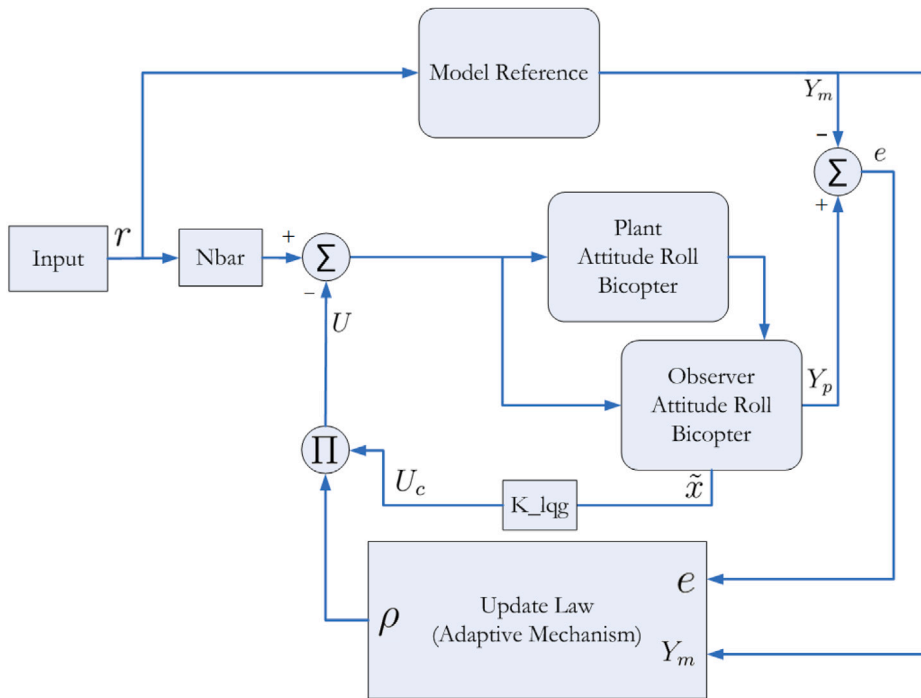 Model Reference
Y_m
-
Σ
e
+
Input
r
Nbar
+
Σ
−
Plant
Attitude Roll
Bicopter
U
Observer
Attitude Roll
Bicopter
Y_p
∏
U_c
K_lqg
x̃
Update Law
(Adaptive Mechanism)
ρ
e
Y_m